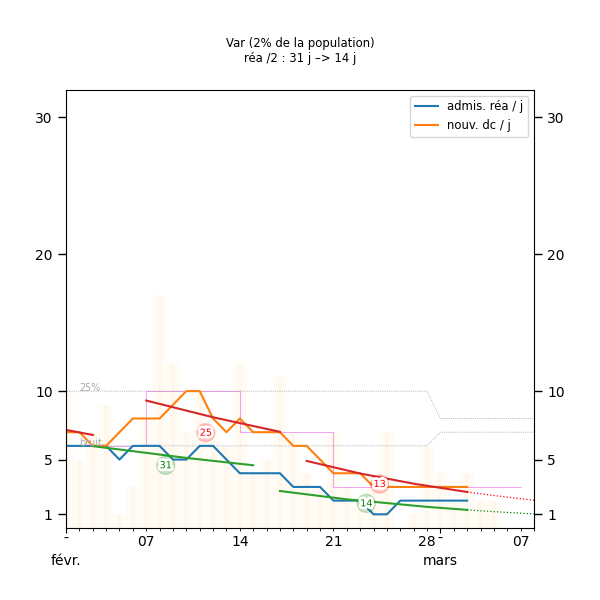 Var (2% de la population)
réa /2 : 31 j –> 14 j
admis. réa / j
nouv. dc / j
30 30
20 20
10 10
5 5
1 1
25%
bruit
25
31
13
14
- 07 14 21 28 - 07
févr. mars